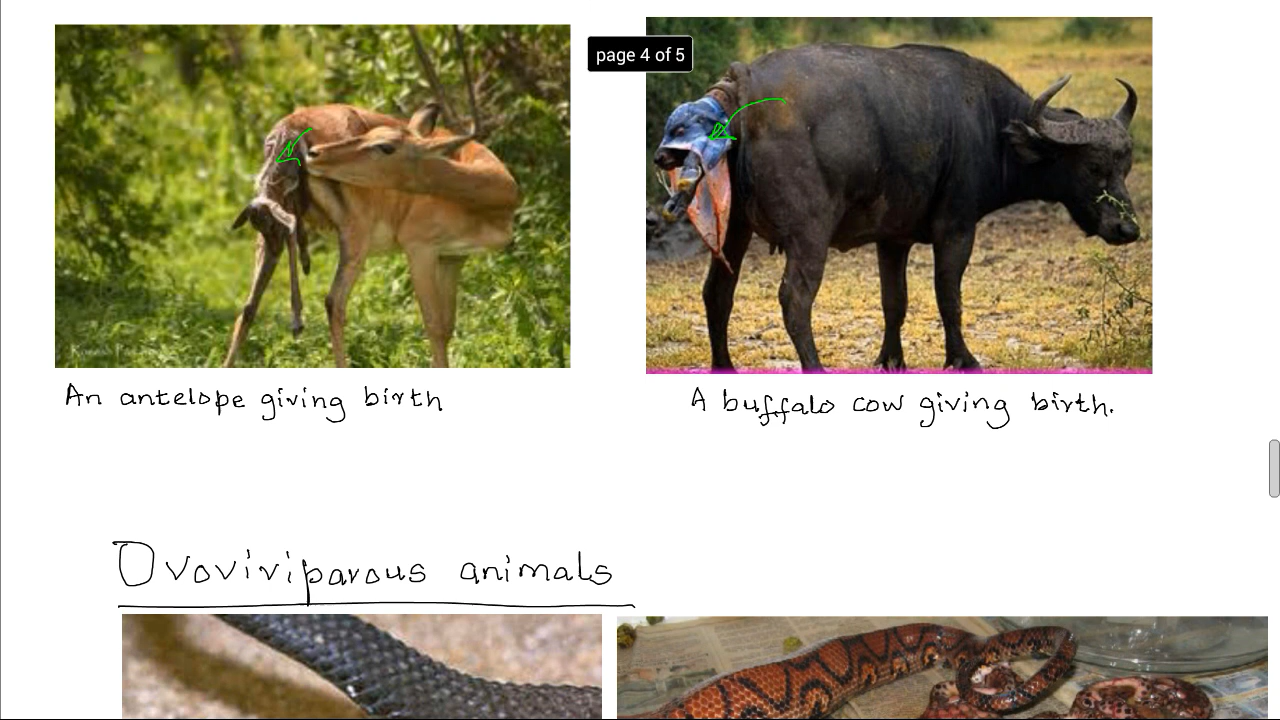 page 4 of 5
An antelope giving birth
A buffalo cow giving birth.
Ovoviviparous animals